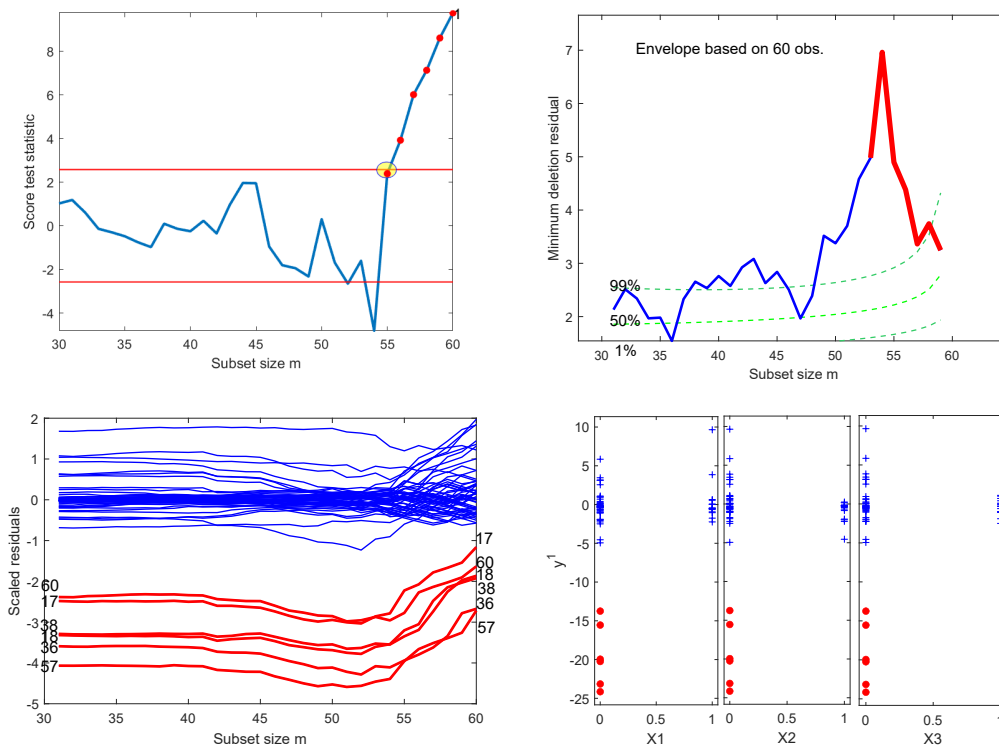 Score test statistic
8
6
4
2
0
-2
-4
30 35 40 45 50 55 60
Subset size m
1
Minimum deletion residual
7
6
5
4
3
2
Envelope based on 60 obs.
99%
50%
1%
30 35 40 45 50 55 60
Subset size m
Scaled residuals
2
1
0
-1
-2
-3
-4
-5
60
17
38
18
36
57
17
60
18
38
36
57
30 35 40 45 50 55 60
Subset size m
y1
10
5
0
-5
-10
-15
-20
-25
0 0.5 1
X1
0 0.5 1
X2
0 0.5 1
X3